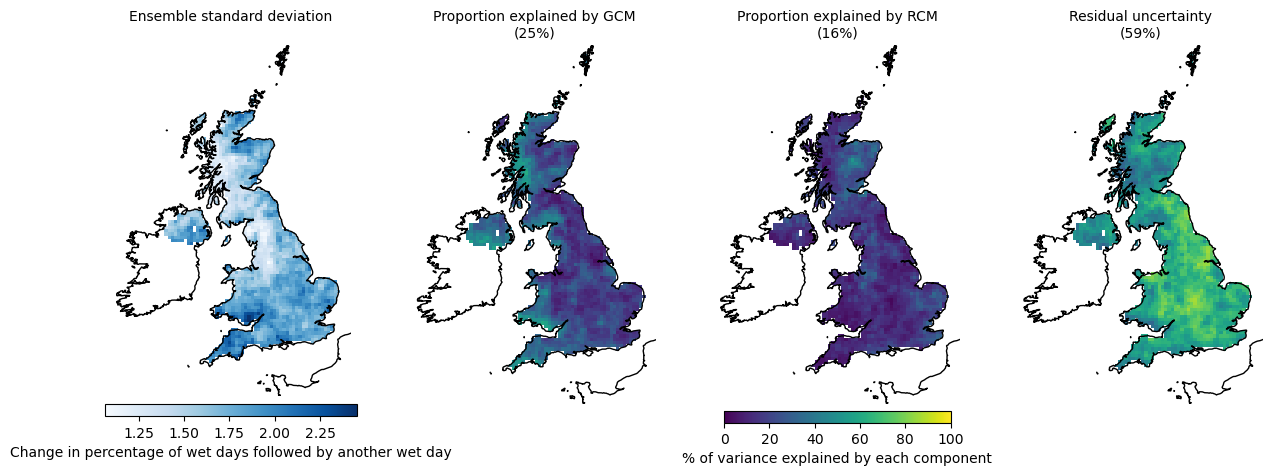 Ensemble standard deviation
Proportion explained by GCM
(25%)
Proportion explained by RCM
(16%)
Residual uncertainty
(59%)
1.25 1.50 1.75 2.00 2.25
Change in percentage of wet days followed by another wet day
0 20 40 60 80 100
% of variance explained by each component